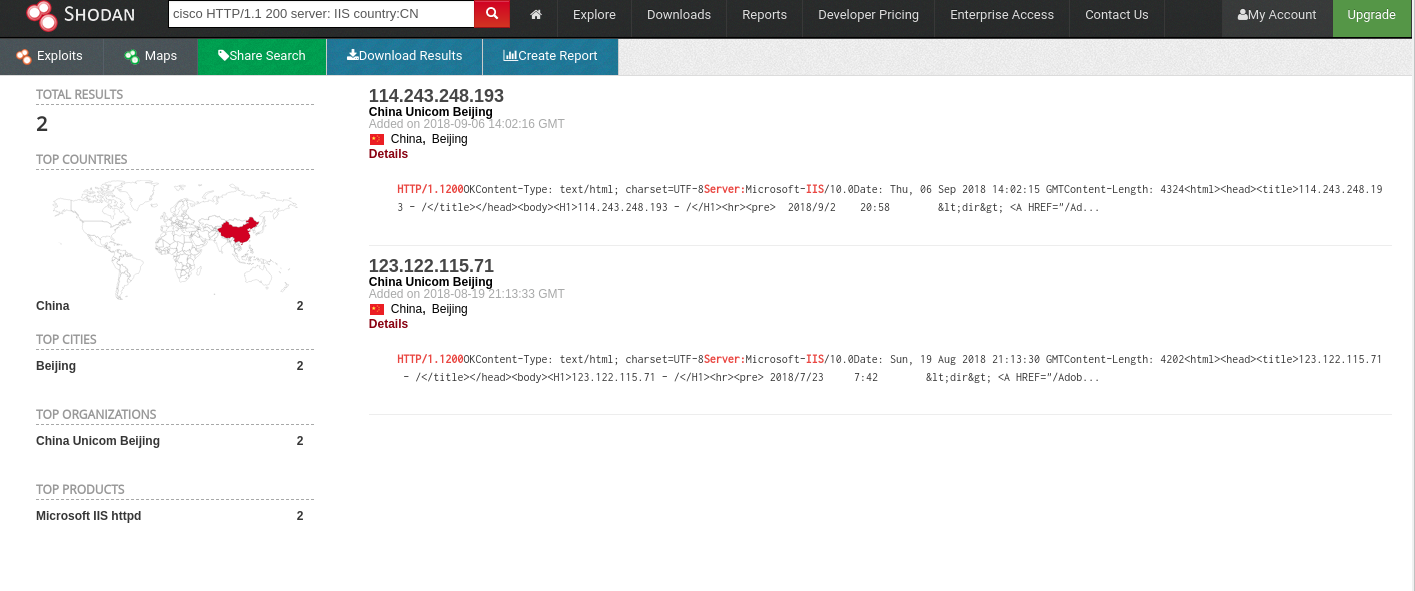 SHODAN
cisco HTTP/1.1 200 server: IIS country:CN
Explore
Downloads
Reports
Developer Pricing
Enterprise Access
Contact Us
My Account
Upgrade
Exploits
Maps
Share Search
Download Results
Create Report
TOTAL RESULTS
2
TOP COUNTRIES
China 2
TOP CITIES
Beijing 2
TOP ORGANIZATIONS
China Unicom Beijing 2
TOP PRODUCTS
Microsoft IIS httpd 2
114.243.248.193
China Unicom Beijing
Added on 2018-09-06 14:02:16 GMT
China, Beijing
Details
HTTP/1.1200OKContent-Type: text/html; charset=UTF-8Server:Microsoft-IIS/10.0Date: Thu, 06 Sep 2018 14:02:15 GMTContent-Length: 4324<html><head><title>114.243.248.19
3 - /</title></head><body><H1>114.243.248.193 - /</H1><hr><pre>  2018/9/2    20:58        &lt;dir&gt; <A HREF="/Ad...
123.122.115.71
China Unicom Beijing
Added on 2018-08-19 21:13:33 GMT
China, Beijing
Details
HTTP/1.1200OKContent-Type: text/html; charset=UTF-8Server:Microsoft-IIS/10.0Date: Sun, 19 Aug 2018 21:13:30 GMTContent-Length: 4202<html><head><title>123.122.115.71
 - /</title></head><body><H1>123.122.115.71 - /</H1><hr><pre> 2018/7/23     7:42        &lt;dir&gt; <A HREF="/Adob...